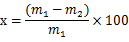 x = (m₁ − m₂) / m₁ × 100